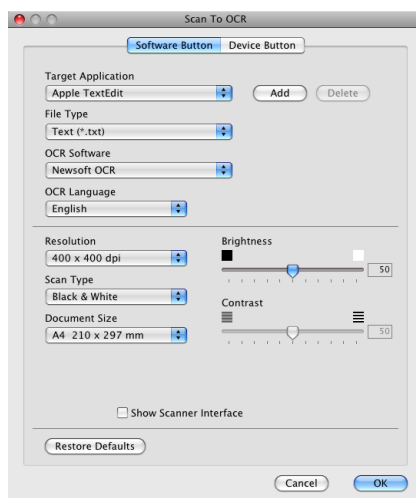 Scan To OCR
Software Button Device Button
Target Application
Apple TextEdit Add Delete
File Type
Text (*.txt)
OCR Software
Newsoft OCR
OCR Language
English
Resolution Brightness
400 x 400 dpi 50
Scan Type
Black & White Contrast
Document Size 50
A4 210 x 297 mm
Show Scanner Interface
Restore Defaults
Cancel OK